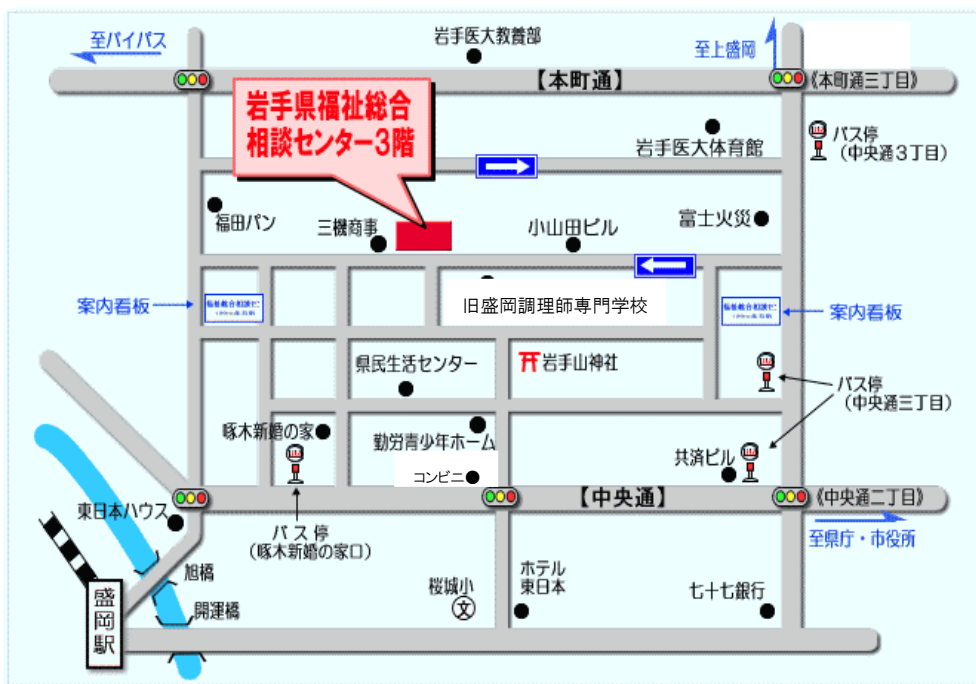 至バイパス
岩手医大教養部
至上盛岡
【本町通】
《本町通三丁目》
岩手県福祉総合
相談センター3階
岩手医大体育館
バス停
(中央通3丁目)
福田パン
三機商事
小山田ビル
富士火災
案内看板
旧盛岡調理師専門学校
案内看板
県民生活センター
岩手山神社
バス停
(中央通三丁目)
啄木新婚の家
勤労青少年ホーム
コンビニ
共済ビル
【中央通】
《中央通二丁目》
東日本ハウス
バス停
(啄木新婚の家口)
至県庁・市役所
旭橋
開運橋
桜城小
文
ホテル
東日本
七十七銀行
盛岡駅